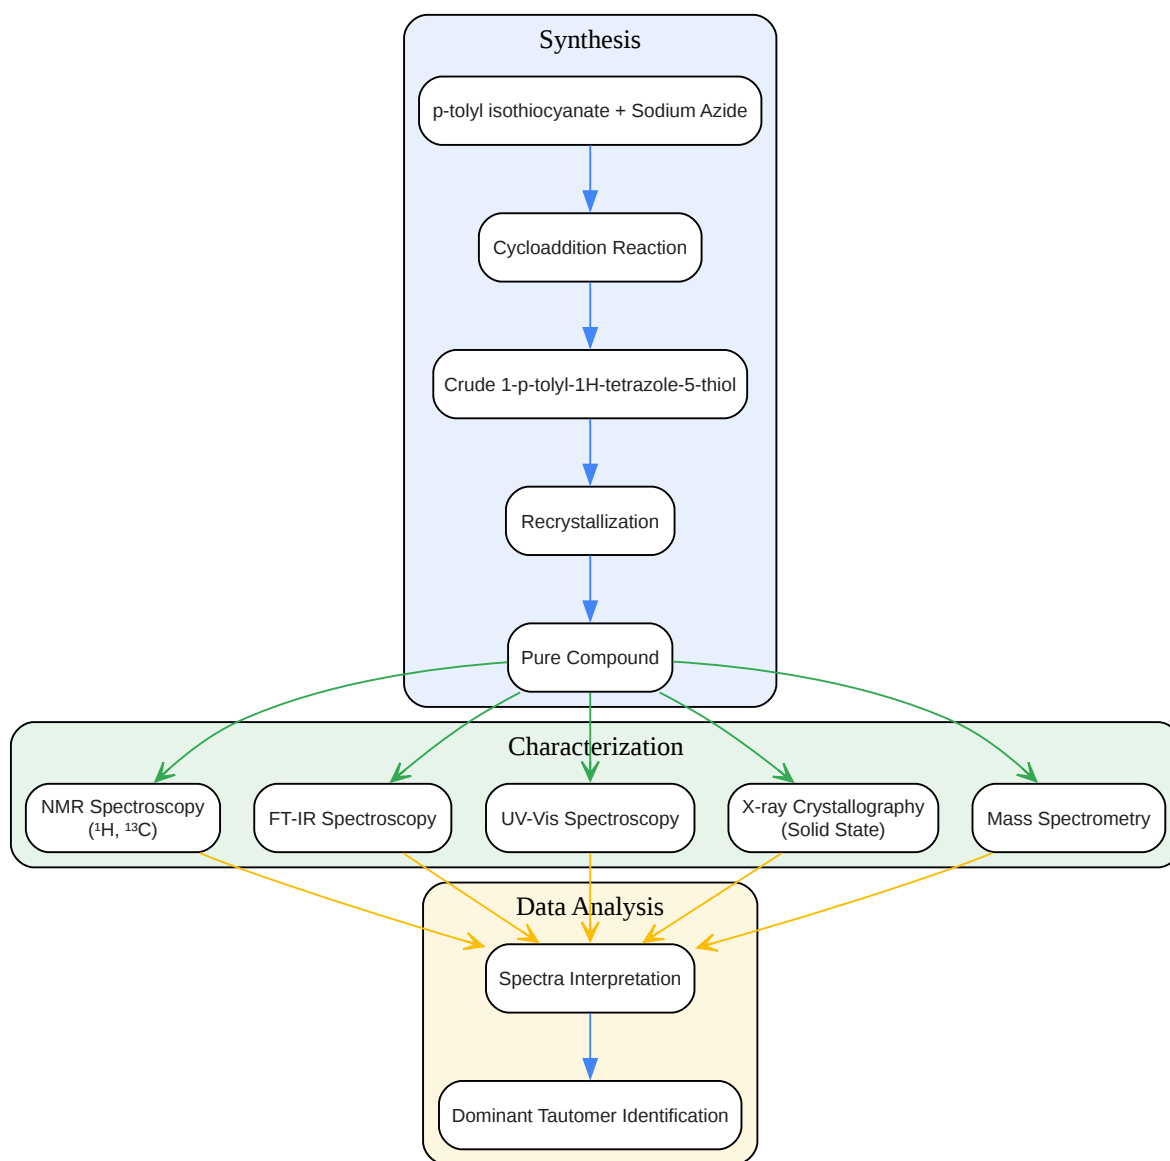 Synthesis
p-tolyl isothiocyanate + Sodium Azide
Cycloaddition Reaction
Crude 1-p-tolyl-1H-tetrazole-5-thiol
Recrystallization
Pure Compound
Characterization
NMR Spectroscopy
(¹H, ¹³C)
FT-IR Spectroscopy
UV-Vis Spectroscopy
X-ray Crystallography
(Solid State)
Mass Spectrometry
Data Analysis
Spectra Interpretation
Dominant Tautomer Identification